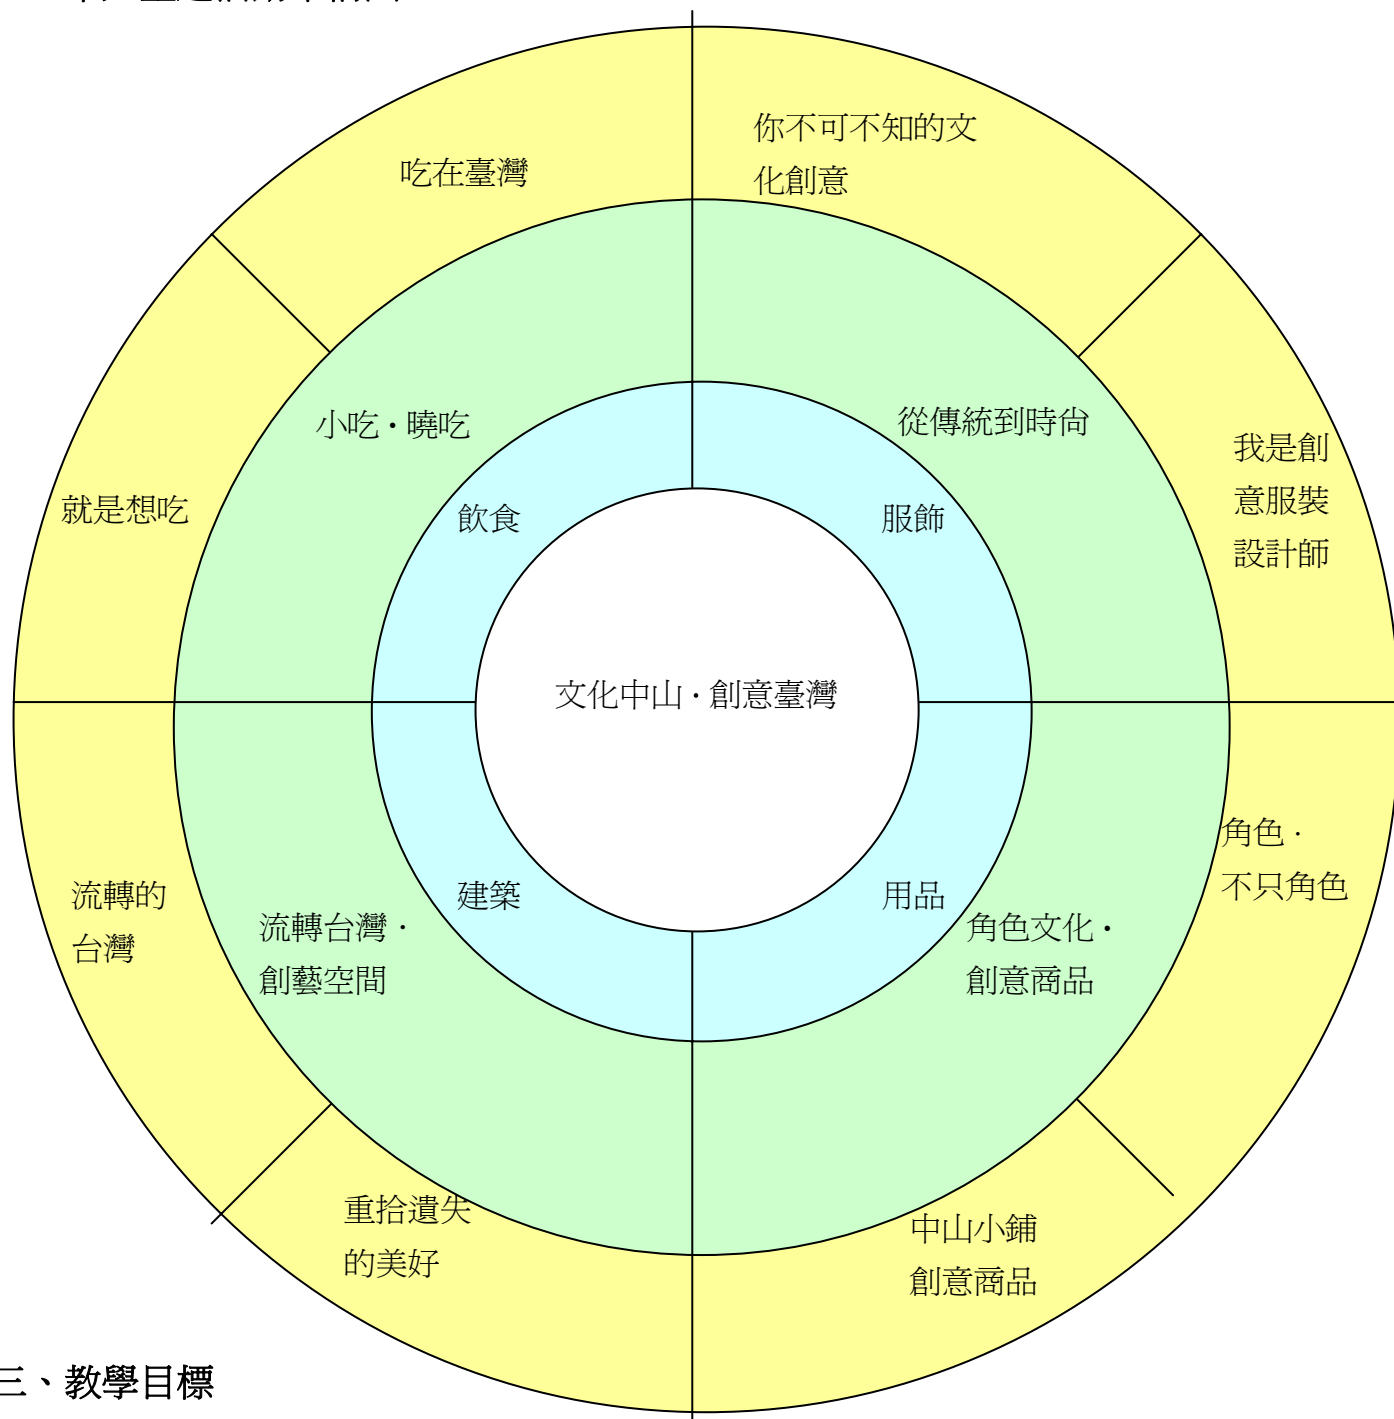 你不可不知的文
化創意
吃在臺灣
小吃・曉吃
從傳統到時尚
我是創
意服裝
設計師
就是想吃
飲食
服飾
文化中山・創意臺灣
角色・
不只角色
流轉的
台灣
建築
用品
流轉台灣・
創藝空間
角色文化・
創意商品
重拾遺失
的美好
中山小鋪
創意商品
三、教學目標